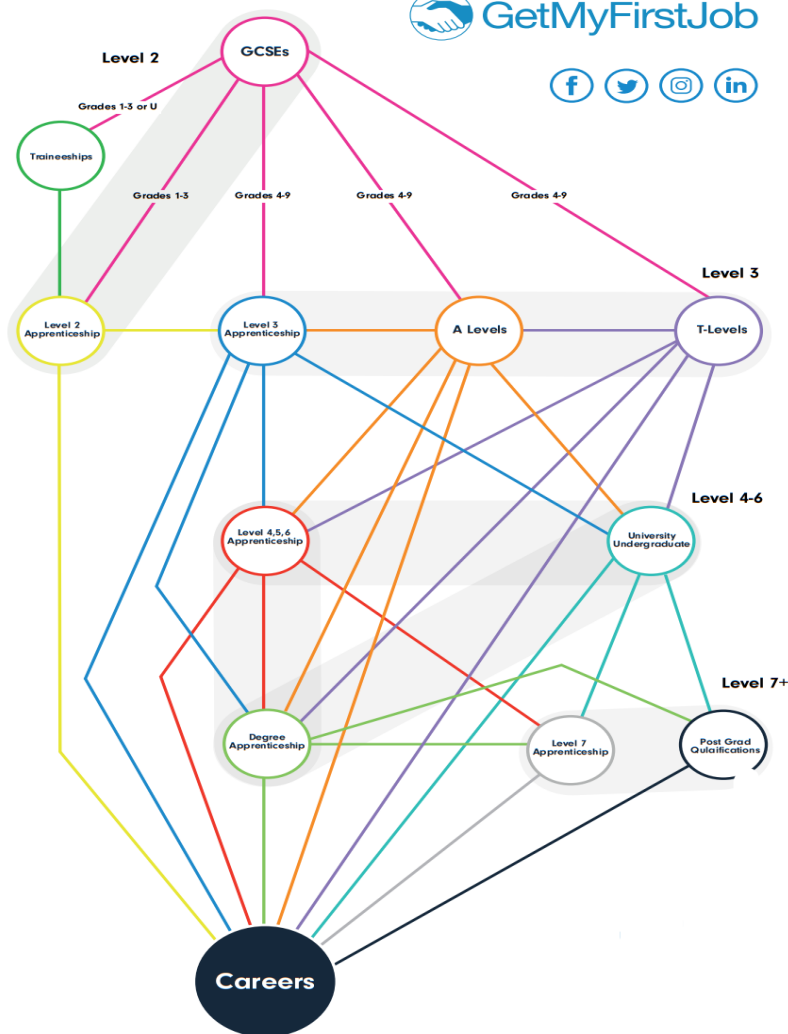 GetMyFirstJob
GCSEs
Level 2
Grades 1-3 or U
Traineeships
Grades 1-3
Grades 4-9
Grades 4-9
Grades 4-9
Level 3
Level 2
Apprenticeship
Level 3
Apprenticeship
A Levels
T-Levels
Level 4-6
Level 4,5,6
Apprenticeship
University
Undergraduate
Level 7+
Degree
Apprenticeship
Level 7
Apprenticeship
Post Grad
Qulaifications
Careers